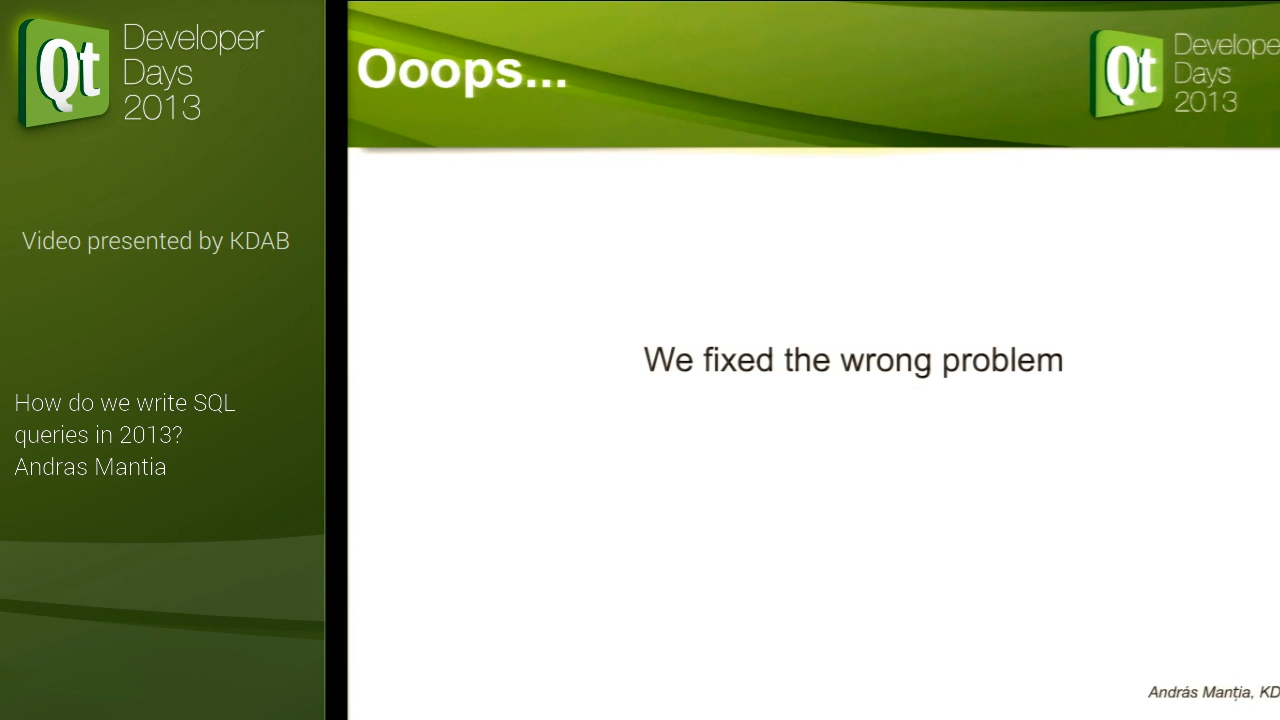 Qt Developer
Days
2013
Video presented by KDAB
How do we write SQL
queries in 2013?
Andras Mantia
Ooops...
Qt Develope
Days
2013
We fixed the wrong problem
András Manția, KD